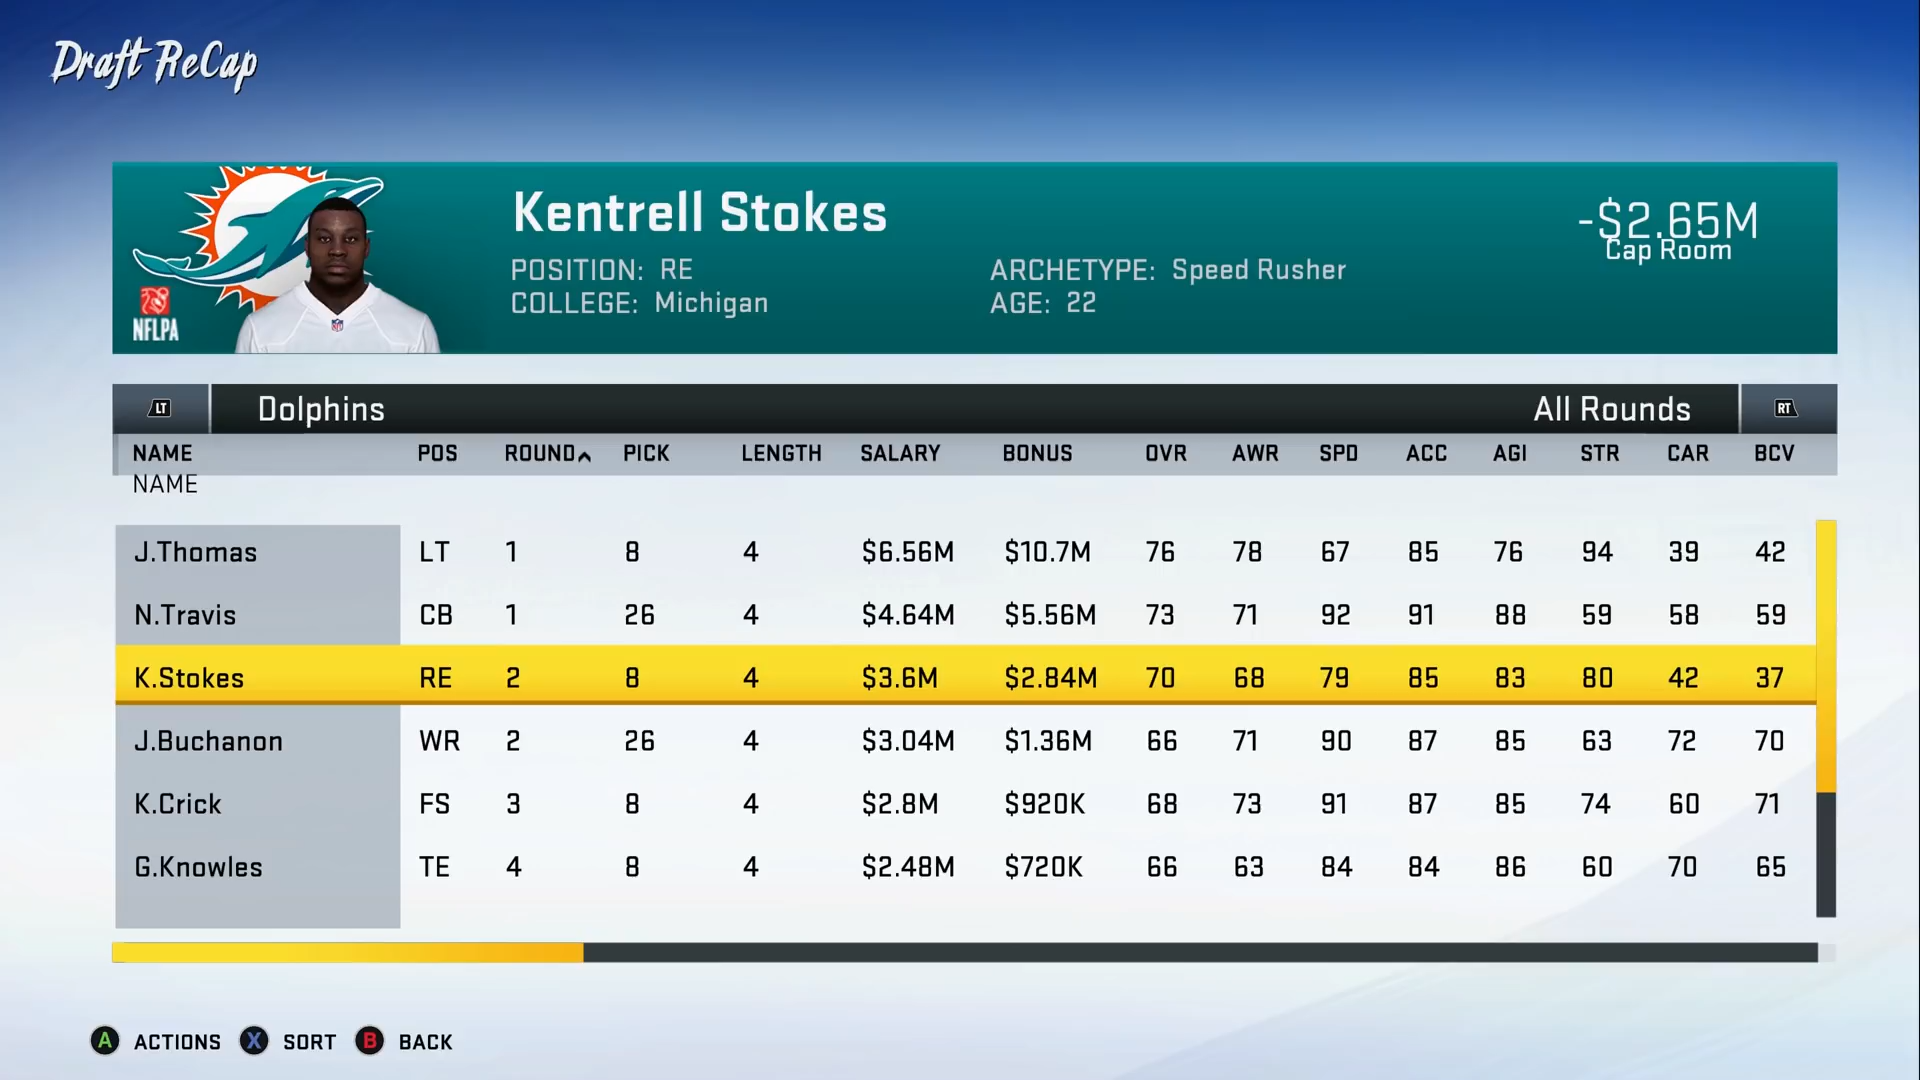 Draft ReCap
Kentrell Stokes
POSITION: RE
COLLEGE: Michigan
ARCHETYPE: Speed Rusher
AGE: 22
-$2.65M
Cap Room
NFLPA
LT Dolphins All Rounds RT
NAME POS ROUND PICK LENGTH SALARY BONUS OVR AWR SPD ACC AGI STR CAR BCV
NAME
J.Thomas LT 1 8 4 $6.56M $10.7M 76 78 67 85 76 94 39 42
N.Travis CB 1 26 4 $4.64M $5.56M 73 71 92 91 88 59 58 59
K.Stokes RE 2 8 4 $3.6M $2.84M 70 68 79 85 83 80 42 37
J.Buchanon WR 2 26 4 $3.04M $1.36M 66 71 90 87 85 63 72 70
K.Crick FS 3 8 4 $2.8M $920K 68 73 91 87 85 74 60 71
G.Knowles TE 4 8 4 $2.48M $720K 66 63 84 84 86 60 70 65
A ACTIONS X SORT B BACK